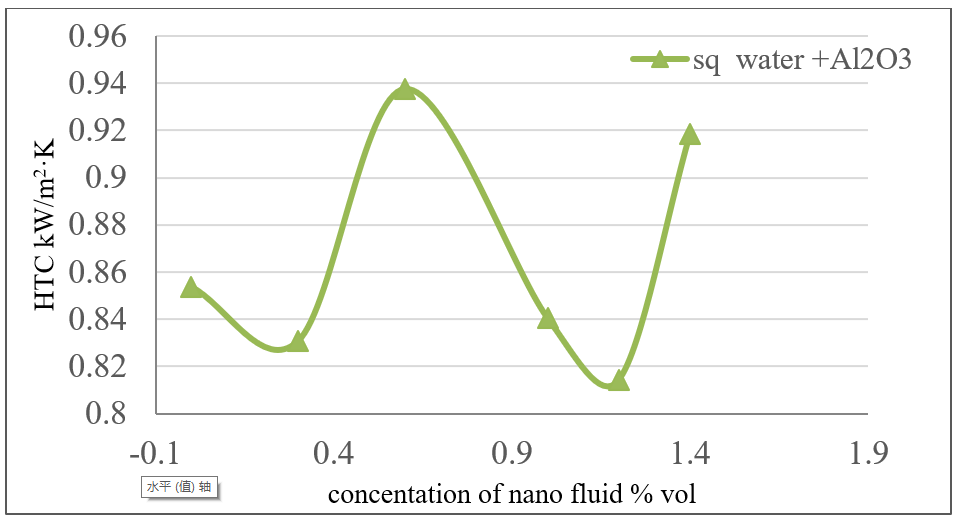 0.96
0.94
0.92
0.9
0.88
0.86
0.84
0.82
0.8
HTC kW/m²·K
sq water +Al2O3
-0.1 0.4 0.9 1.4 1.9
水平 (值) 轴
concentation of nano fluid % vol